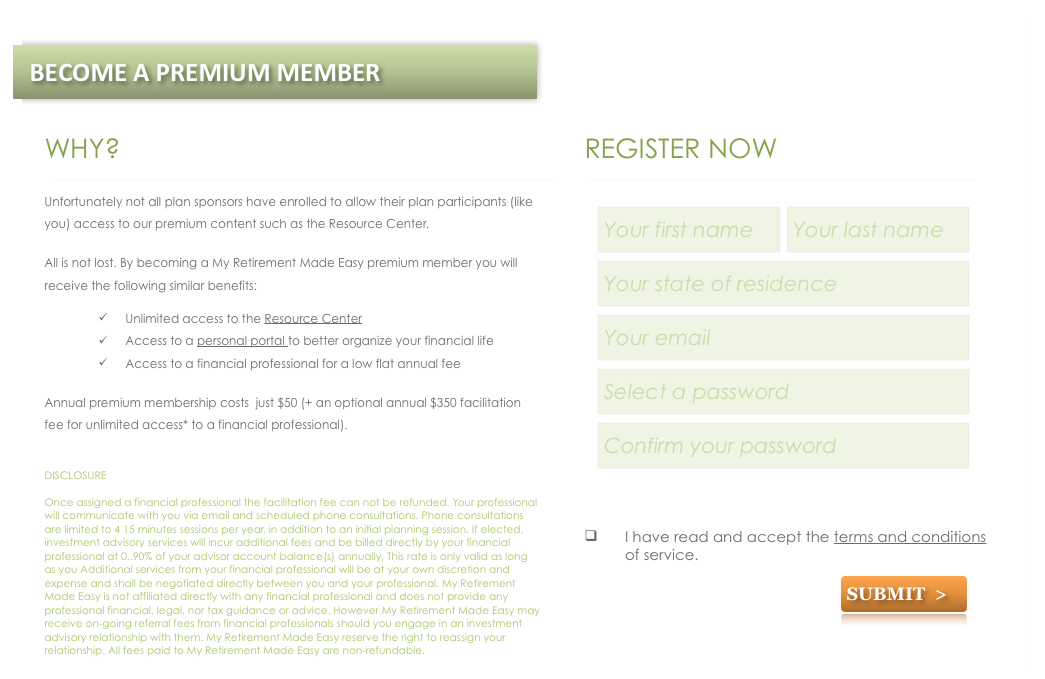 BECOME A PREMIUM MEMBER
WHY?
Unfortunately not all plan sponsors have enrolled to allow their plan participants (like
you) access to our premium content such as the Resource Center.
All is not lost. By becoming a My Retirement Made Easy premium member you will
receive the following similar benefits:
✓ Unlimited access to the Resource Center
✓ Access to a personal portal to better organize your financial life
✓ Access to a financial professional for a low flat annual fee
Annual premium membership costs  just $50 (+ an optional annual $350 facilitation
fee for unlimited access* to a financial professional).
DISCLOSURE
Once assigned a financial professional the facilitation fee can not be refunded. Your professional
will communicate with you via email and scheduled phone consultations. Phone consultations
are limited to 4 15 minutes sessions per year, in addition to an initial planning session. If elected,
investment advisory services will incur additional fees and be billed directly by your financial
professional at 0..90% of your advisor account balance(s) annually. This rate is only valid as long
as you Additional services from your financial professional will be at your own discretion and
expense and shall be negotiated directly between you and your professional. My Retirement
Made Easy is not affiliated directly with any financial professional and does not provide any
professional financial, legal, nor tax guidance or advice. However My Retirement Made Easy may
receive on-going referral fees from financial professionals should you engage in an investment
advisory relationship with them. My Retirement Made Easy reserve the right to reassign your
relationship. All fees paid to My Retirement Made Easy are non-refundable.
REGISTER NOW
Your first name Your last name
Your state of residence
Your email
Select a password
Confirm your password
❑ I have read and accept the terms and conditions
of service.
SUBMIT >